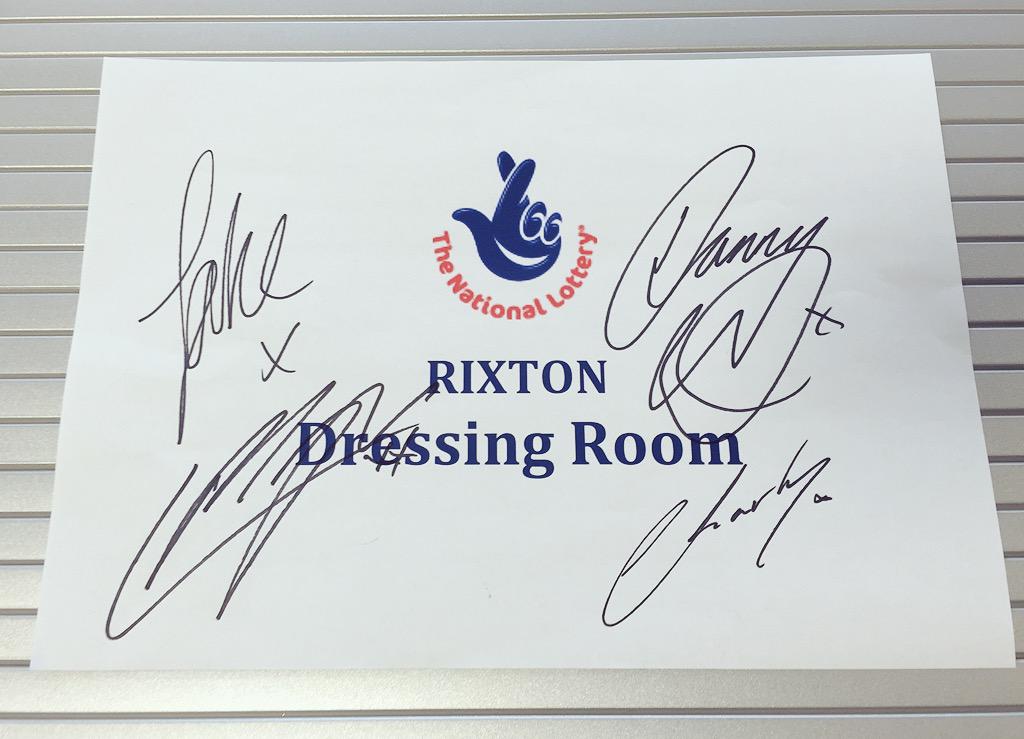 Jake
x
Danny
x
The National Lottery®
RIXTON
Dressing Room
Charley